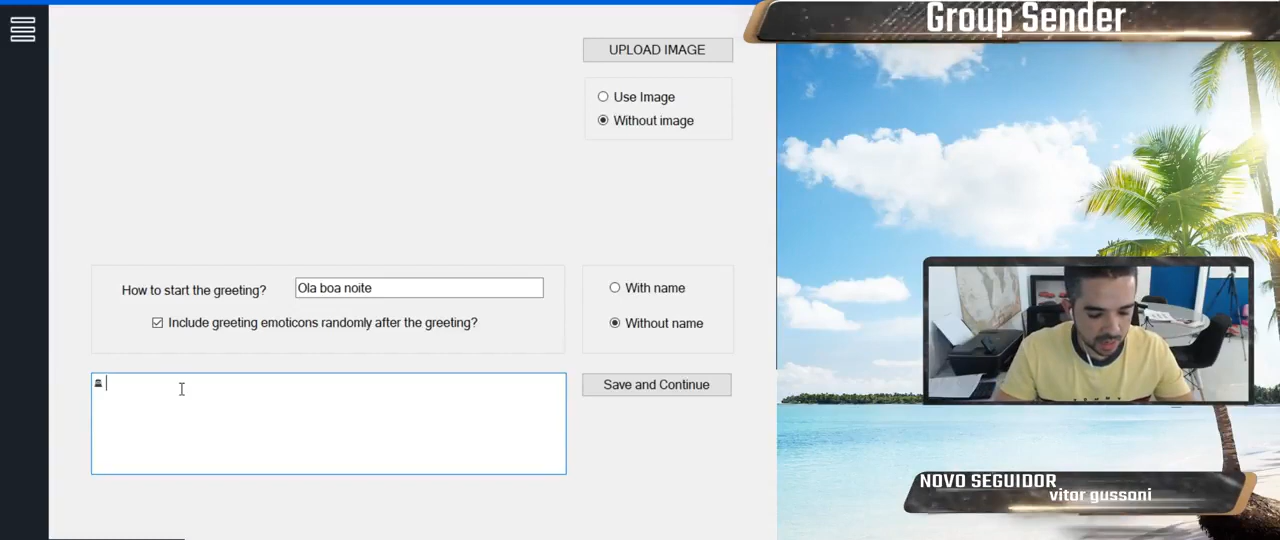 Group Sender
UPLOAD IMAGE
Use Image
Without image
How to start the greeting?
Ola boa noite
With name
Include greeting emoticons randomly after the greeting?
Without name
Save and Continue
NOVO SEGUIDOR
vitor gussoni